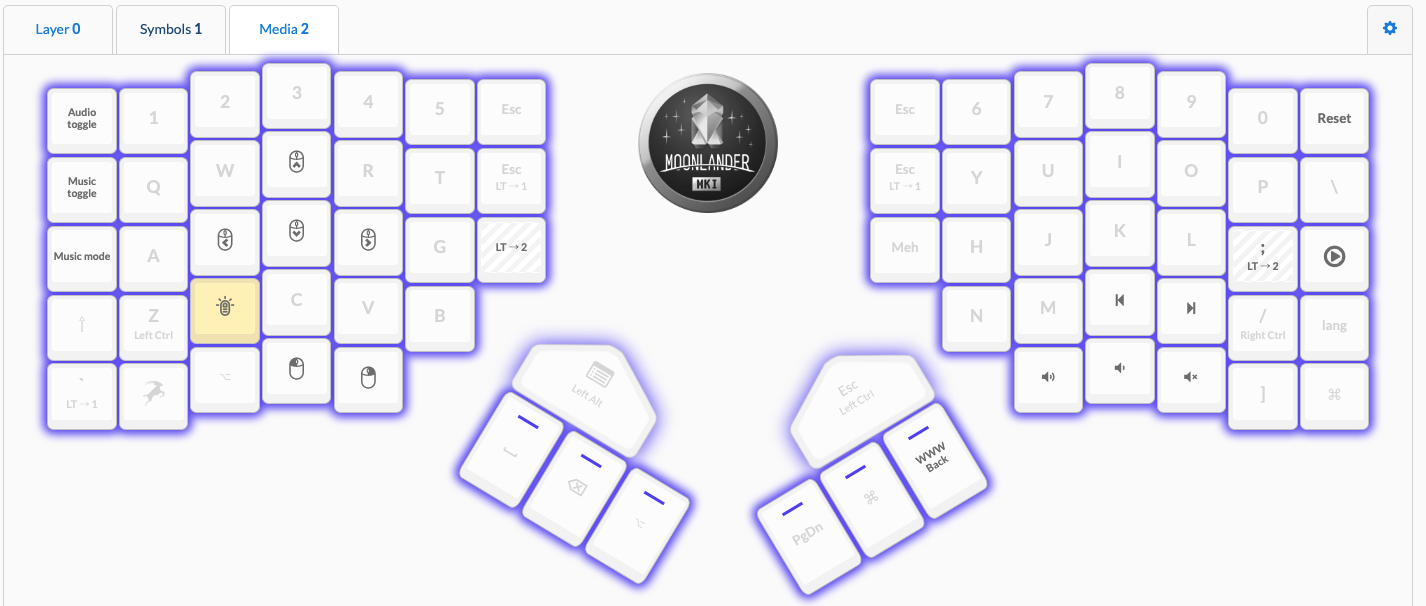 Layer 0
Symbols 1
Media 2
Audio
toggle
1
2
3
4
5
Esc
Music
toggle
Q
W
R
T
Esc
LT → 1
Music mode
A
G
LT → 2
Z
Left Ctrl
C
V
B
`
LT → 1
Left Alt
MOONLANDER
MKI
Esc
6
7
8
9
0
Reset
Esc
LT → 1
Y
U
I
O
P
\
Meh
H
J
K
L
;
LT → 2
N
M
/
Right Ctrl
lang
]
Esc
Left Ctrl
WWW
Back
PgDn